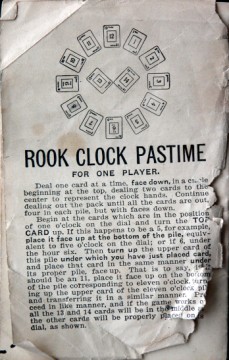 ROOK CLOCK PASTIME
FOR ONE PLAYER.
Deal one card at a time, face down, in a
beginning at the top, dealing two cards to the
center to represent the clock hands. Continue
dealing out the pack until all the cards are out,
four in each pile, but with faces down.
Begin at the cards which are in the position
of one o'clock on the dial and turn the TOP
CARD up. If this happens to be a 5, for example,
place it face up at the bottom of the pile, equiv-
alent to five o'clock on the dial; or if 6, under
the hour six. Then turn up the upper card of
this pile under which you have just placed card,
and place that card in the same manner under
its proper pile, face up. That is to say,
should be an 11, place it face up on the bottom
of the pile corresponding to eleven o'clock, turn
ing up the upper card of the eleven o'clock
and transferring it in a similar manner.
ceed in like manner, and if the game works
all the 13 and 14 cards will be in the middle
the other cards will be properly placed on
dial, as shown.